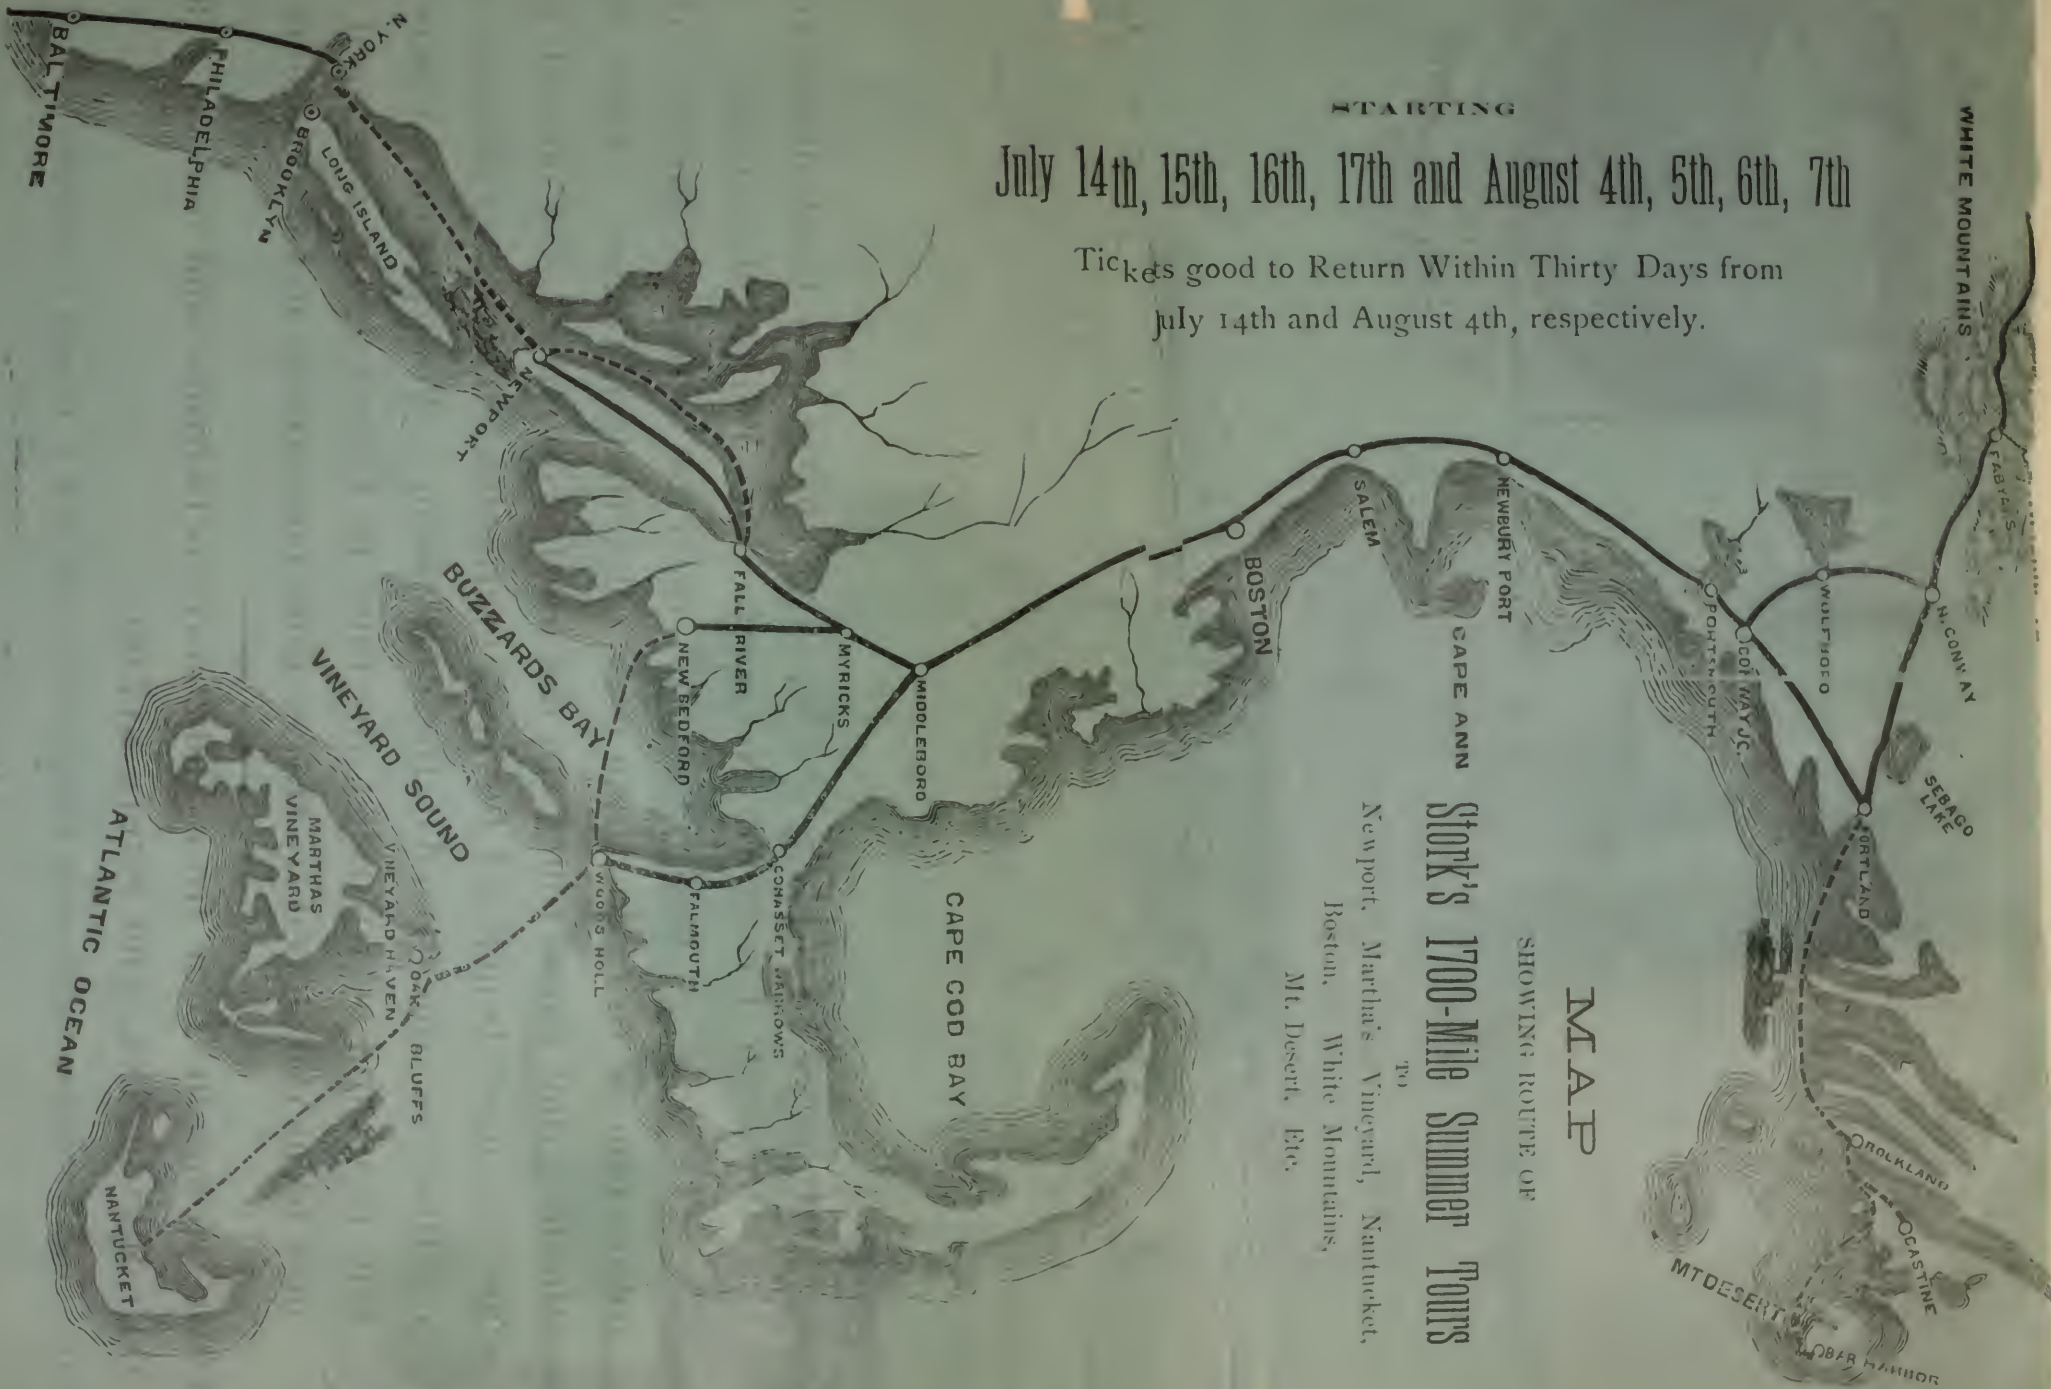 STARTING
July 14th, 15th, 16th, 17th and August 4th, 5th, 6th, 7th
Tickets good to Return Within Thirty Days from
July 14th and August 4th, respectively.
MAP
SHOWING ROUTE OF
Stork's 1700-Mile Summer Tours
TO
Newport, Martha's Vineyard, Nantucket,
Boston, White Mountains,
Mt. Desert, Etc.
WHITE MOUNTAINS
FABYANS
N. CONWAY
WOLFBORO
SEBAGO
LAKE
CONWAY JC.
PORTSMOUTH
PORTLAND
ROCKLAND
CASTINE
MT DESERT
BAR HARBOR
NEWBURY PORT
CAPE ANN
SALEM
BOSTON
CAPE COD BAY
MIDDLEBORO
MYRICKS
COHASSET NARROWS
FALL RIVER
NEW BEDFORD
FALMOUTH
WOODS HOLL
BUZZARDS BAY
VINEYARD SOUND
OAK BLUFFS
VINEYARD HAVEN
MARTHAS
VINEYARD
NANTUCKET
ATLANTIC OCEAN
NEWPORT
LONG ISLAND
N. YORK
BROOKLYN
PHILADELPHIA
BALTIMORE